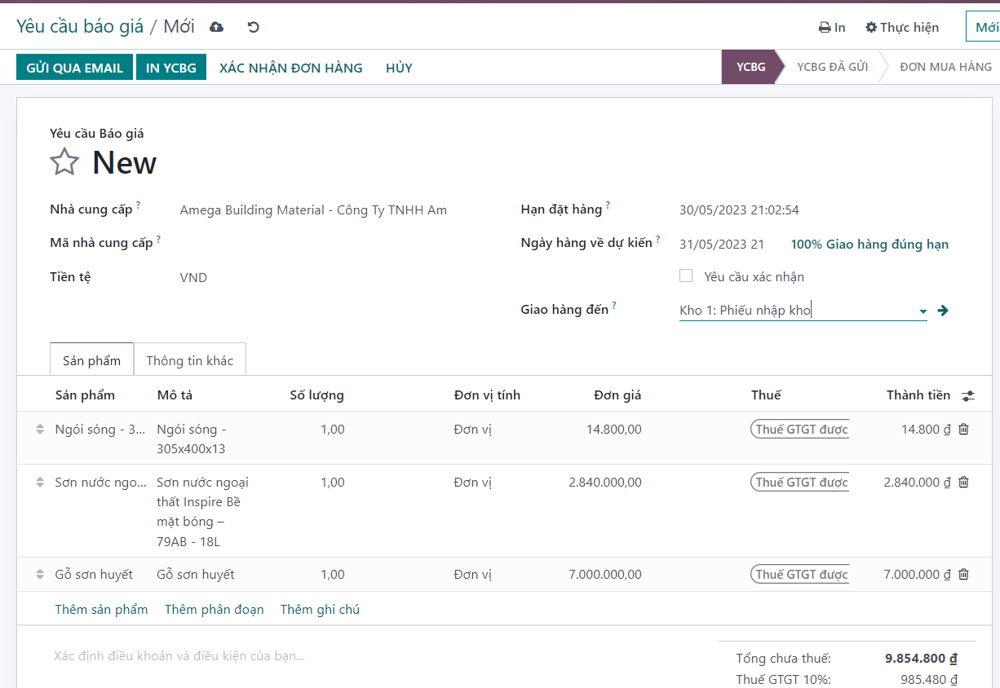 Yêu cầu báo giá / Mới
In Thực hiện Mới
GỬI QUA EMAIL IN YCBG XÁC NHẬN ĐƠN HÀNG HỦY
YCBG YCBG ĐÃ GỬI ĐƠN MUA HÀNG
Yêu cầu Báo giá
New
Nhà cung cấp ? Amega Building Material - Công Ty TNHH Am
Hạn đặt hàng ? 30/05/2023 21:02:54
Mã nhà cung cấp ?
Ngày hàng về dự kiến ? 31/05/2023 21 100% Giao hàng đúng hạn
Tiền tệ VND
Yêu cầu xác nhận
Giao hàng đến ? Kho 1: Phiếu nhập kho
Sản phẩm Thông tin khác
Sản phẩm Mô tả Số lượng Đơn vị tính Đơn giá Thuế Thành tiền
Ngói sóng - 3... Ngói sóng - 1,00 Đơn vị 14.800,00 Thuế GTGT được 14.800 ₫
305x400x13
Sơn nước ngo... Sơn nước ngoại 1,00 Đơn vị 2.840.000,00 Thuế GTGT được 2.840.000 ₫
thất Inspire Bề
mặt bóng –
79AB - 18L
Gỗ sơn huyết Gỗ sơn huyết 1,00 Đơn vị 7.000.000,00 Thuế GTGT được 7.000.000 ₫
Thêm sản phẩm Thêm phân đoạn Thêm ghi chú
Xác định điều khoản và điều kiện của bạn...
Tổng chưa thuế: 9.854.800 ₫
Thuế GTGT 10%: 985.480 ₫